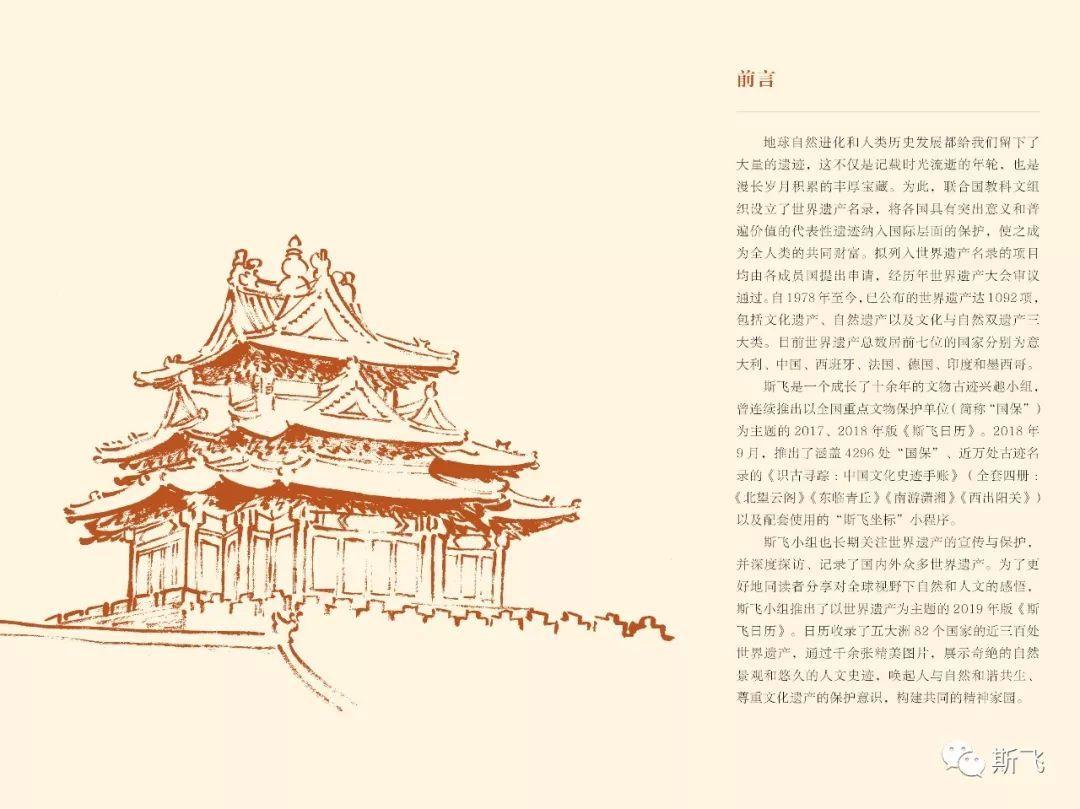 前言
地球自然进化和人类历史发展都给我们留下了
大量的遗迹，这不仅是记载时光流逝的年轮，也是
漫长岁月积累的丰厚宝藏。为此，联合国教科文组
织设立了世界遗产名录，将各国具有突出意义和普
遍价值的代表性遗迹纳入国际层面的保护，使之成
为全人类的共同财富。拟列入世界遗产名录的项目
均由各成员国提出申请，经历年世界遗产大会审议
通过。自1978年至今，已公布的世界遗产达1092项，
包括文化遗产、自然遗产以及文化与自然双遗产三
大类。目前世界遗产总数居前七位的国家分别为意
大利、中国、西班牙、法国、德国、印度和墨西哥。
斯飞是一个成长了十余年的文物古迹兴趣小组，
曾连续推出以全国重点文物保护单位（简称“国保”）
为主题的2017、2018年版《斯飞日历》。2018年
9月，推出了涵盖4296处“国保”、近万处古迹名
录的《识古寻踪：中国文化史迹手账》（全套四册：
《北望云阁》《东临青丘》《南游潇湘》《西出阳关》）
以及配套使用的“斯飞坐标”小程序。
斯飞小组也长期关注世界遗产的宣传与保护，
并深度探访、记录了国内外众多世界遗产。为了更
好地同读者分享对全球视野下自然和人文的感悟，
斯飞小组推出了以世界遗产为主题的2019年版《斯
飞日历》。日历收录了五大洲82个国家的近三百处
世界遗产，通过千余张精美图片，展示奇绝的自然
景观和悠久的人文史迹，唤起人与自然和谐共生、
尊重文化遗产的保护意识，构建共同的精神家园。
斯飞